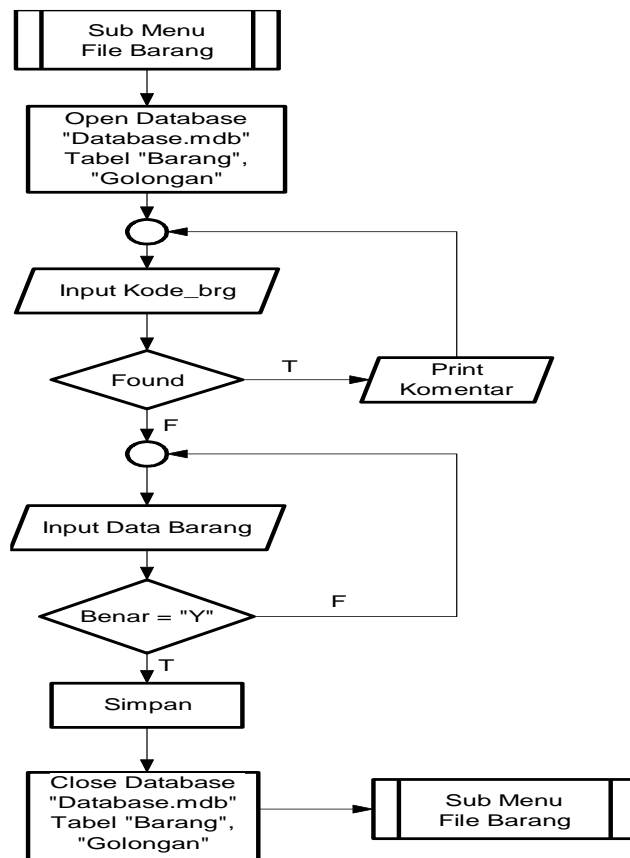 Sub Menu
File Barang
Open Database
"Database.mdb"
Tabel "Barang",
"Golongan"
Input Kode_brg
Found
T
Print
Komentar
F
Input Data Barang
Benar = "Y"
F
T
Simpan
Close Database
"Database.mdb"
Tabel "Barang",
"Golongan"
Sub Menu
File Barang